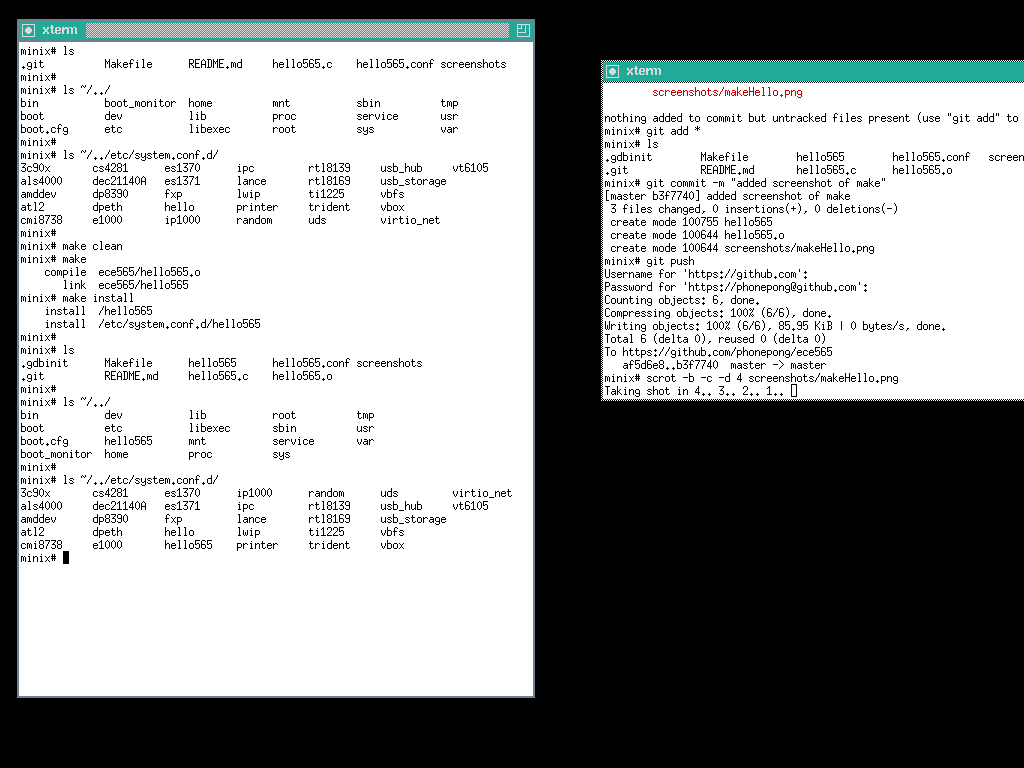 xterm
minix# ls
.git Makefile README.md hello565.c hello565.conf screenshots
minix#
minix# ls ~/../
bin boot_monitor home mnt sbin tmp
boot dev lib proc service usr
boot.cfg etc libexec root sys var
minix#
minix# ls ~/../etc/system.conf.d/
3c90x cs4281 es1370 ipc rtl8139 usb_hub vt6105
als4000 dec21140A es1371 lance rtl8169 usb_storage
amddev dp8390 fxp lwip ti1225 vbfs
atl2 dpeth hello printer trident vbox
cmi8738 e1000 ip1000 random uds virtio_net
minix#
minix# make clean
minix# make
compile ece565/hello565.o
link ece565/hello565
minix# make install
install /hello565
install /etc/system.conf.d/hello565
minix#
minix# ls
.gdbinit Makefile hello565 hello565.conf screenshots
.git README.md hello565.c hello565.o
minix#
minix# ls ~/../
bin dev lib root tmp
boot etc libexec sbin usr
boot.cfg hello565 mnt service var
boot_monitor home proc sys
minix#
minix# ls ~/../etc/system.conf.d/
3c90x cs4281 es1370 ip1000 random uds virtio_net
als4000 dec21140A es1371 ipc rtl8139 usb_hub vt6105
amddev dp8390 fxp lance rtl8169 usb_storage
atl2 dpeth hello lwip ti1225 vbfs
cmi8738 e1000 hello565 printer trident vbox
minix#
xterm
screenshots/makeHello.png
nothing added to commit but untracked files present (use "git add" to
minix# git add *
minix# ls
.gdbinit Makefile hello565 hello565.conf screen
.git README.md hello565.c hello565.o
minix# git commit -m "added screenshot of make"
[master b3f7740] added screenshot of make
3 files changed, 0 insertions(+), 0 deletions(-)
create mode 100755 hello565
create mode 100644 hello565.o
create mode 100644 screenshots/makeHello.png
minix# git push
Username for 'https://github.com':
Password for 'https://phonepong@github.com':
Counting objects: 6, done.
Compressing objects: 100% (6/6), done.
Writing objects: 100% (6/6), 85.95 KiB | 0 bytes/s, done.
Total 6 (delta 0), reused 0 (delta 0)
To https://github.com/phonepong/ece565
af5d6e8..b3f7740 master -> master
minix# scrot -b -c -d 4 screenshots/makeHello.png
Taking shot in 4.. 3.. 2.. 1..